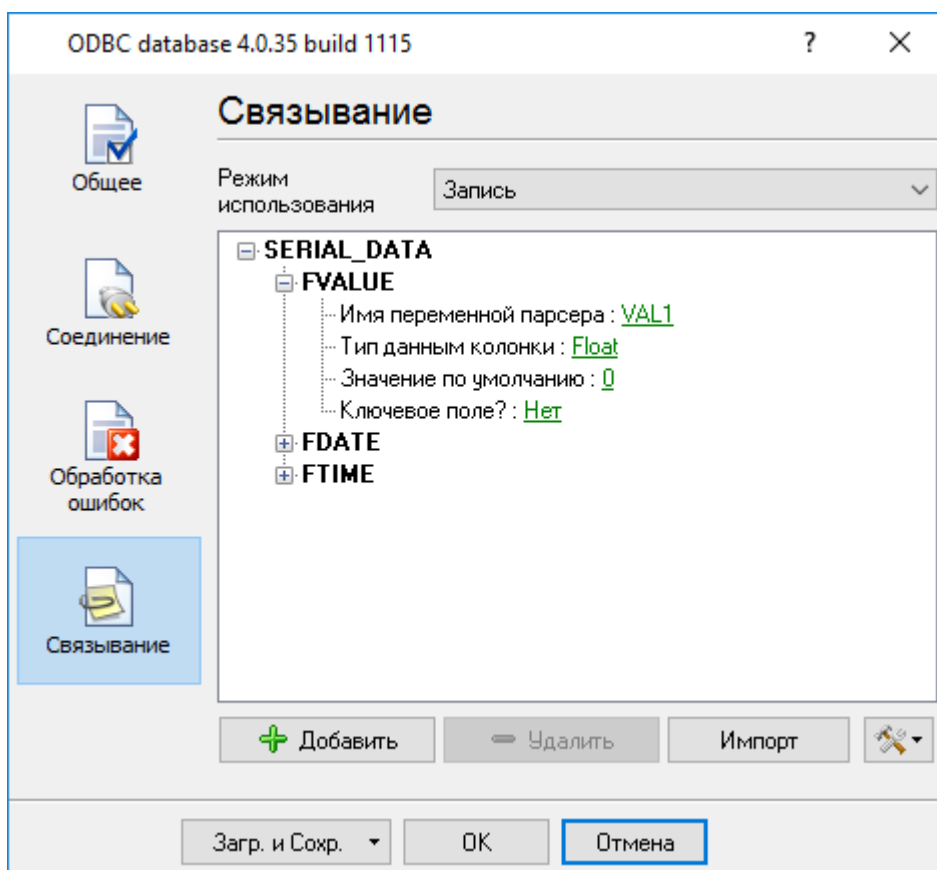 ODBC database 4.0.35 build 1115
?
Общее
Соединение
Обработка
ошибок
Связывание
Связывание
Режим
использования
Запись
SERIAL_DATA
FVALUE
Имя переменной парсера : VAL1
Тип данным колонки : Float
Значение по умолчанию : 0
Ключевое поле? : Нет
FDATE
FTIME
Добавить
Удалить
Импорт
Загр. и Сохр.
OK
Отмена